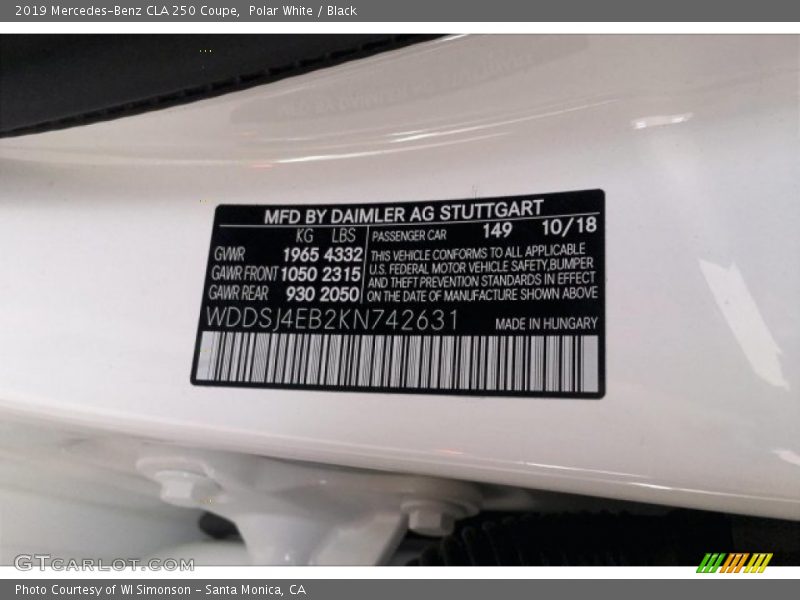 2019 Mercedes-Benz CLA 250 Coupe,  Polar White / Black
MFD BY DAIMLER AG STUTTGART
KG LBS PASSENGER CAR 149 10/18
GVWR 1965 4332
GAWR FRONT 1050 2315
GAWR REAR 930 2050
THIS VEHICLE CONFORMS TO ALL APPLICABLE
U.S. FEDERAL MOTOR VEHICLE SAFETY,BUMPER
AND THEFT PREVENTION STANDARDS IN EFFECT
ON THE DATE OF MANUFACTURE SHOWN ABOVE
WDDSJ4EB2KN742631 MADE IN HUNGARY
GTCarLot.com
Photo Courtesy of WI Simonson - Santa Monica, CA